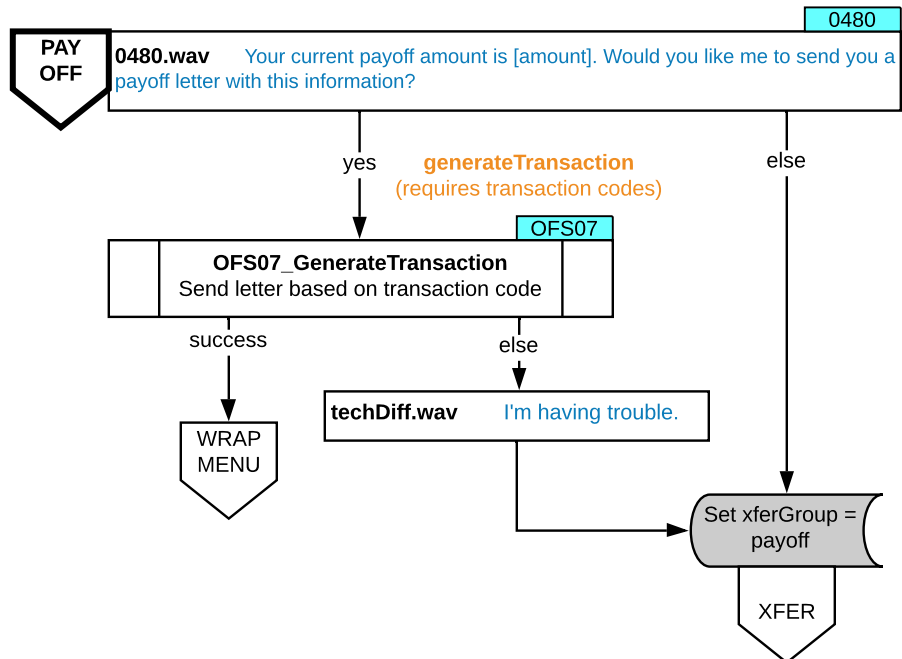 0480
PAY
OFF
0480.wav Your current payoff amount is [amount]. Would you like me to send you a
payoff letter with this information?
yes
generateTransaction
(requires transaction codes)
else
OFS07
OFS07_GenerateTransaction
Send letter based on transaction code
success
else
techDiff.wav I'm having trouble.
WRAP
MENU
Set xferGroup =
payoff
XFER